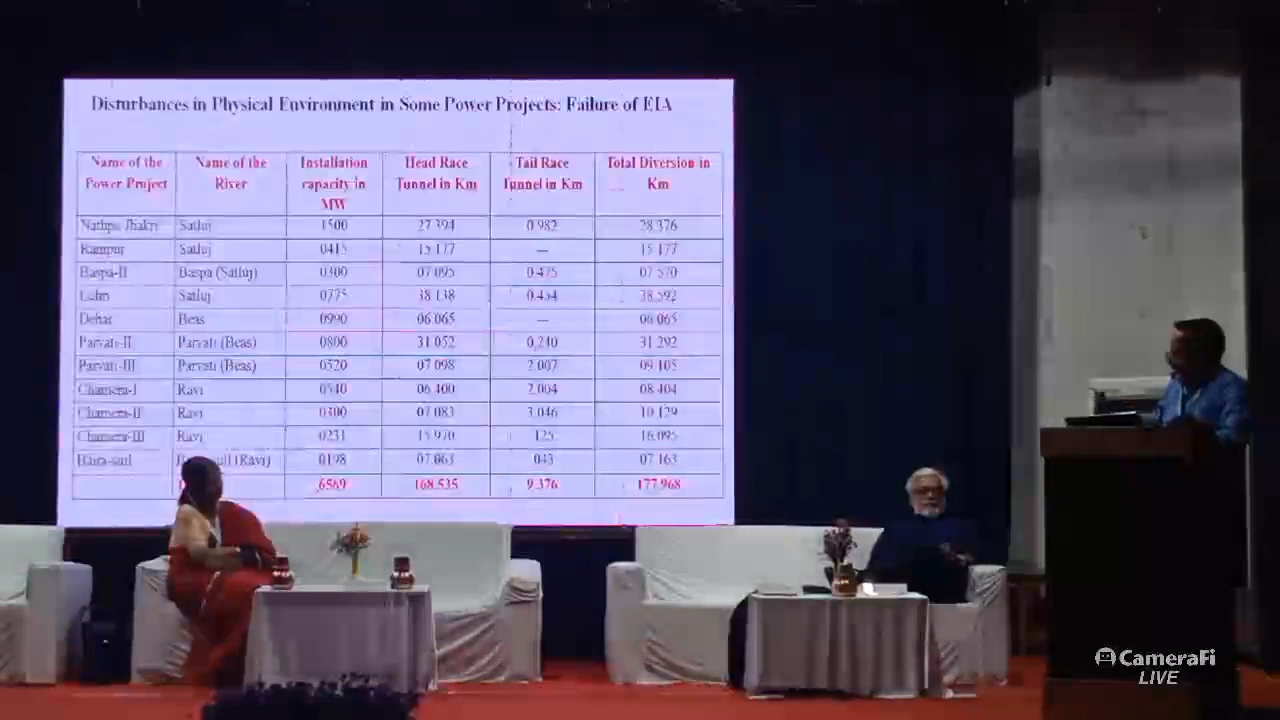 Disturbances in Physical Environment in Some Power Projects: Failure of EIA
Name of the Power Project Name of the River Installation capacity in MW Head Race Tunnel in Km Tail Race Tunnel in Km Total Diversion in Km
Nathpa Jhakri Satluj 1500 27.394 0.982 28.376
Rampur Satluj 0415 15.177 — 15.177
Baspa-II Baspa (Satluj) 0300 07.095 0.475 07.570
Satluj 0775 38.138 0.454 38.592
Dehar Beas 0990 06.065 — 06.065
Parvati-II Parvati (Beas) 0800 31.052 0.240 31.292
Parvati-III Parvati (Beas) 0520 07.098 2.007 09.105
Chamera-I Ravi 0540 06.400 2.004 08.404
Chamera-II Ravi 0300 07.083 3.046 10.129
Chamera-III Ravi 0231 15.970 125 16.095
(Ravi) 0198 043 07.163
6569 168.535 9.376 177.968
CameraFi
LIVE